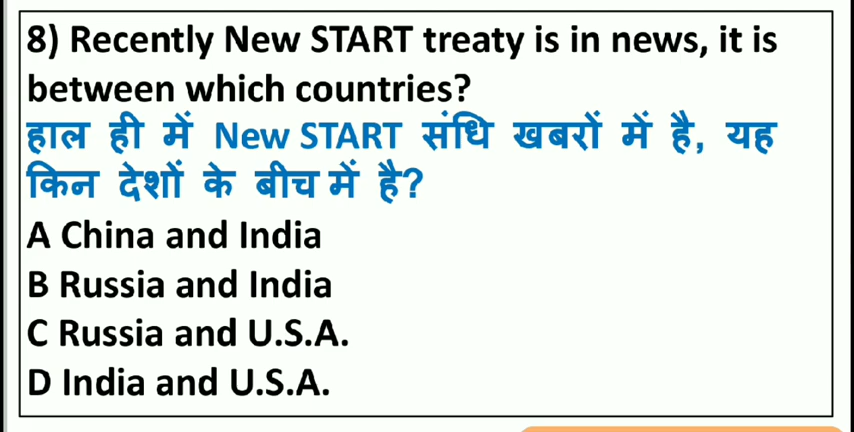 8) Recently New START treaty is in news, it is
between which countries?
हाल ही में New START संधि खबरों में है, यह
किन देशों के बीच में है?
A China and India
B Russia and India
C Russia and U.S.A.
D India and U.S.A.